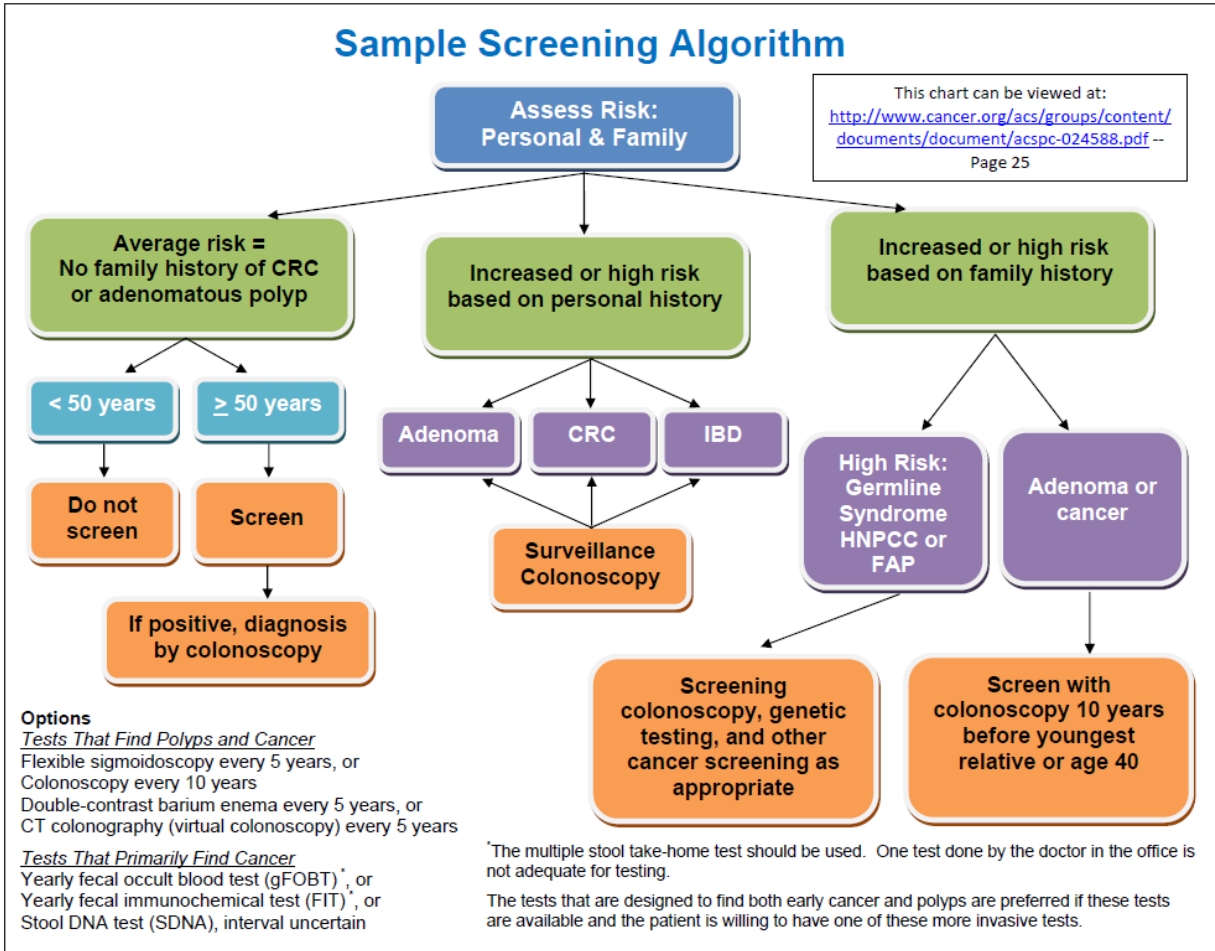 Sample Screening Algorithm
Assess Risk:
Personal & Family
This chart can be viewed at:
http://www.cancer.org/acs/groups/content/
documents/document/acspc-024588.pdf --
Page 25
Average risk =
No family history of CRC
or adenomatous polyp
Increased or high risk
based on personal history
Increased or high risk
based on family history
< 50 years
≥ 50 years
Adenoma
CRC
IBD
High Risk:
Germline
Syndrome
HNPCC or
FAP
Adenoma or
cancer
Do not
screen
Screen
Surveillance
Colonoscopy
If positive, diagnosis
by colonoscopy
Screening
colonoscopy, genetic
testing, and other
cancer screening as
appropriate
Screen with
colonoscopy 10 years
before youngest
relative or age 40
Options
Tests That Find Polyps and Cancer
Flexible sigmoidoscopy every 5 years, or
Colonoscopy every 10 years
Double-contrast barium enema every 5 years, or
CT colonography (virtual colonoscopy) every 5 years
Tests That Primarily Find Cancer
Yearly fecal occult blood test (gFOBT)*, or
Yearly fecal immunochemical test (FIT)*, or
Stool DNA test (SDNA), interval uncertain
*The multiple stool take-home test should be used. One test done by the doctor in the office is
not adequate for testing.
The tests that are designed to find both early cancer and polyps are preferred if these tests
are available and the patient is willing to have one of these more invasive tests.